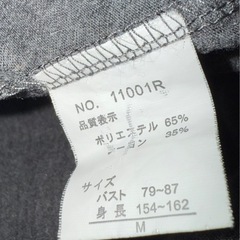 NO. 11001R
品質表示
ポリエステル 65%
レーヨン 35%
サイズ
バスト 79~87
身長 154~162
M